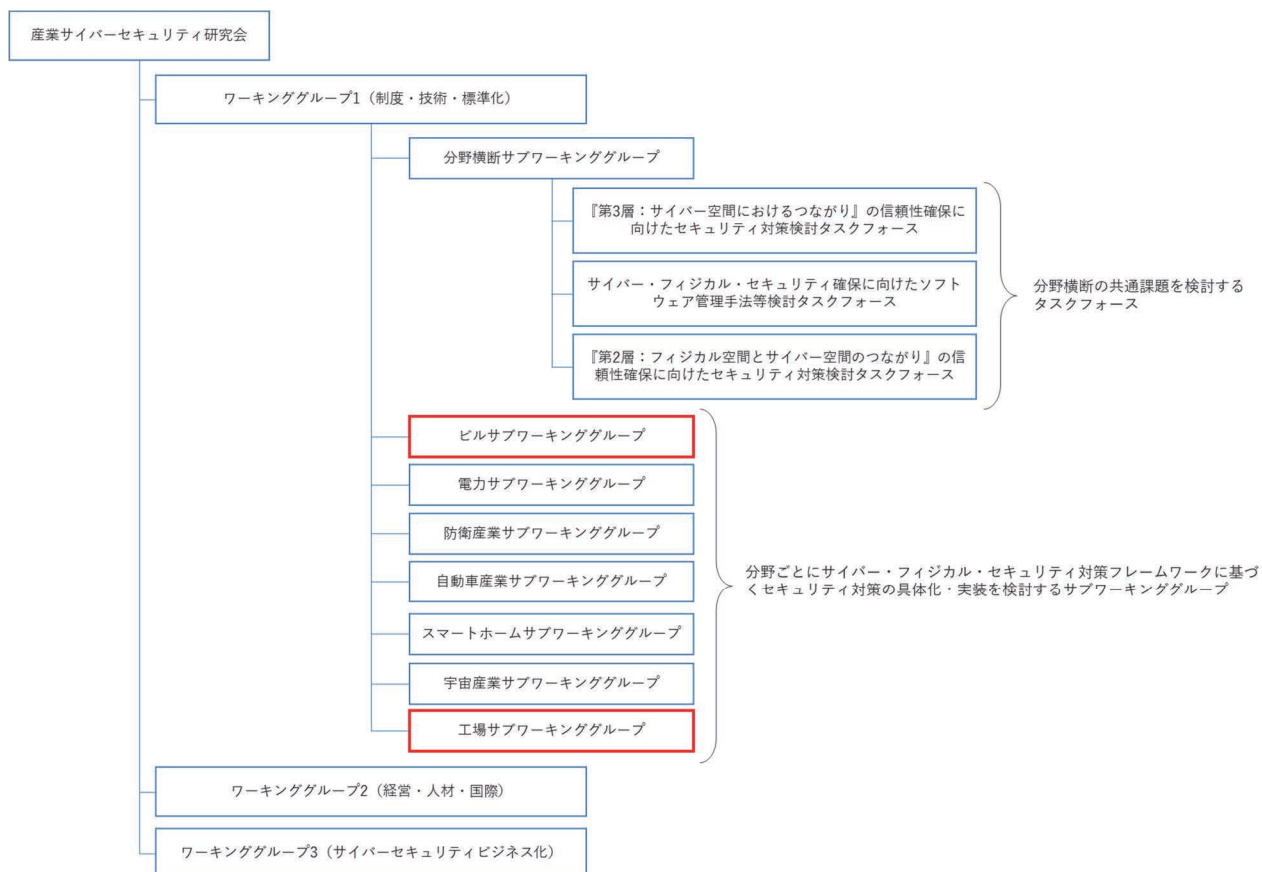 産業サイバーセキュリティ研究会
ワーキンググループ1（制度・技術・標準化）
分野横断サブワーキンググループ
『第3層：サイバー空間におけるつながり』の信頼性確保に
向けたセキュリティ対策検討タスクフォース
サイバー・フィジカル・セキュリティ確保に向けたソフト
ウェア管理手法等検討タスクフォース
『第2層：フィジカル空間とサイバー空間のつながり』の信
頼性確保に向けたセキュリティ対策検討タスクフォース
分野横断の共通課題を検討する
タスクフォース
ビルサブワーキンググループ
電力サブワーキンググループ
防衛産業サブワーキンググループ
自動車産業サブワーキンググループ
スマートホームサブワーキンググループ
宇宙産業サブワーキンググループ
工場サブワーキンググループ
分野ごとにサイバー・フィジカル・セキュリティ対策フレームワークに基づ
くセキュリティ対策の具体化・実装を検討するサブワーキンググループ
ワーキンググループ2（経営・人材・国際）
ワーキンググループ3（サイバーセキュリティビジネス化）